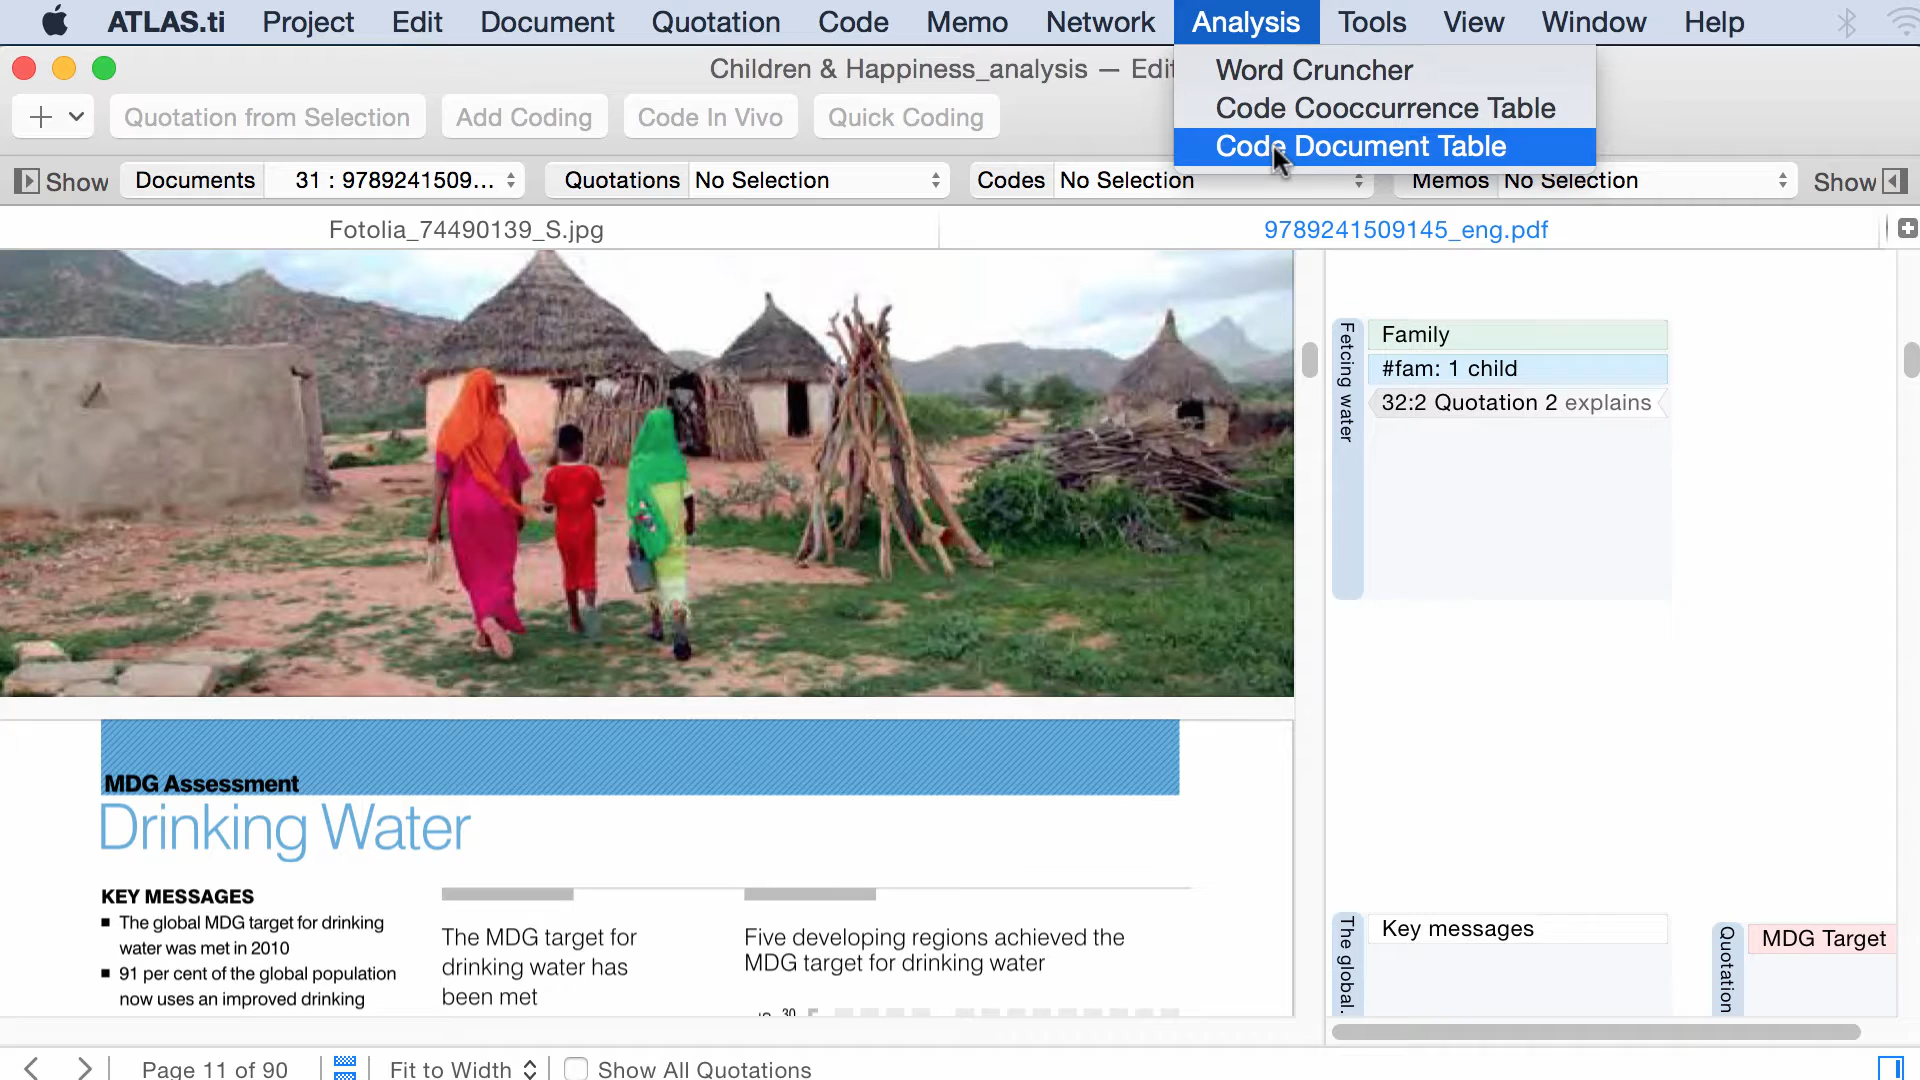 ATLAS.ti Project Edit Document Quotation Code Memo Network Analysis Tools View Window Help
Children & Happiness_analysis — Edit
Word Cruncher
Code Cooccurrence Table
Code Document Table
Quotation from Selection Add Coding Code In Vivo Quick Coding
Show Documents 31 : 9789241509... Quotations No Selection Codes No Selection Memos No Selection Show
Fotolia_74490139_S.jpg 9789241509145_eng.pdf
Fetcing water
Family
#fam: 1 child
32:2 Quotation 2 explains
MDG Assessment
Drinking Water
KEY MESSAGES
■ The global MDG target for drinking
water was met in 2010
■ 91 per cent of the global population
now uses an improved drinking
The MDG target for
drinking water has
been met
Five developing regions achieved the
MDG target for drinking water
30
The global.
Key messages
Quotation
MDG Target
Page 11 of 90 Fit to Width Show All Quotations